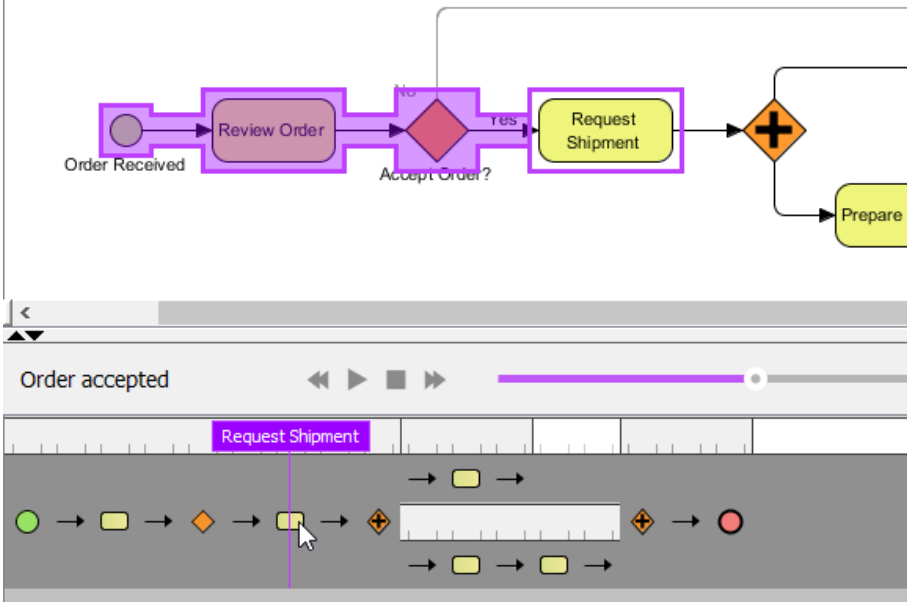 No
Review Order
Yes
Request
Shipment
Order Received
Accept Order?
Prepare
Order accepted
Request Shipment